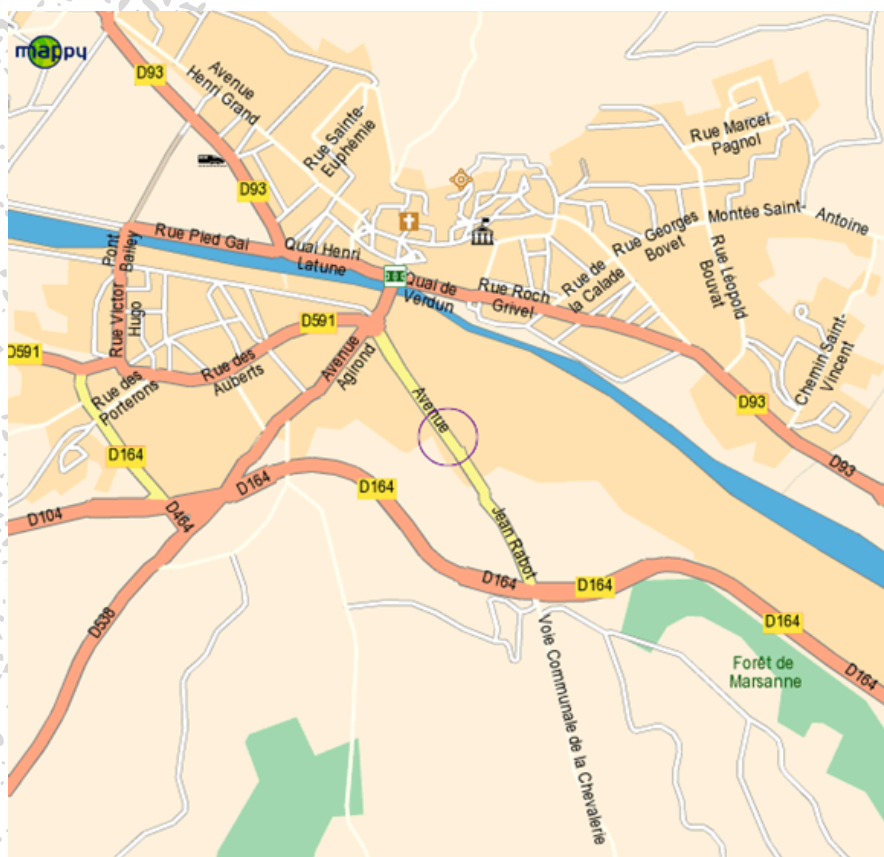 mappy
D93
Avenue
Henri Grand
Rue Sainte-
Euphémie
Rue Marcel
Pagnol
D93
Montée Saint-
Antoine
Rue Pied Gai
Pont
Bailey
Quai Henri
Latune
Quai de
Verdun
Rue Roch
Grivel
Rue de
la Calade
Rue Georges
Bovet
Rue Léopold
Bouvat
Rue Victor
Hugo
D591
D591
Avenue
Agirond
Rue des
Auberts
Rue des
Porterons
Chemin Saint-
Vincent
Avenue
D93
D93
D164
D164
D164
D104
D464
Jean Rabot
D164
D164
D164
D164
D538
Voie Communale de la Chevalerie
Forêt de
Marsanne